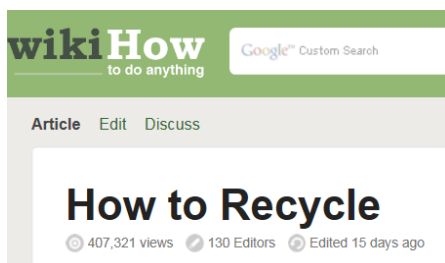 wikiHow
to do anything
Google™ Custom Search
Article Edit Discuss
How to Recycle
407,321 views 130 Editors Edited 15 days ago